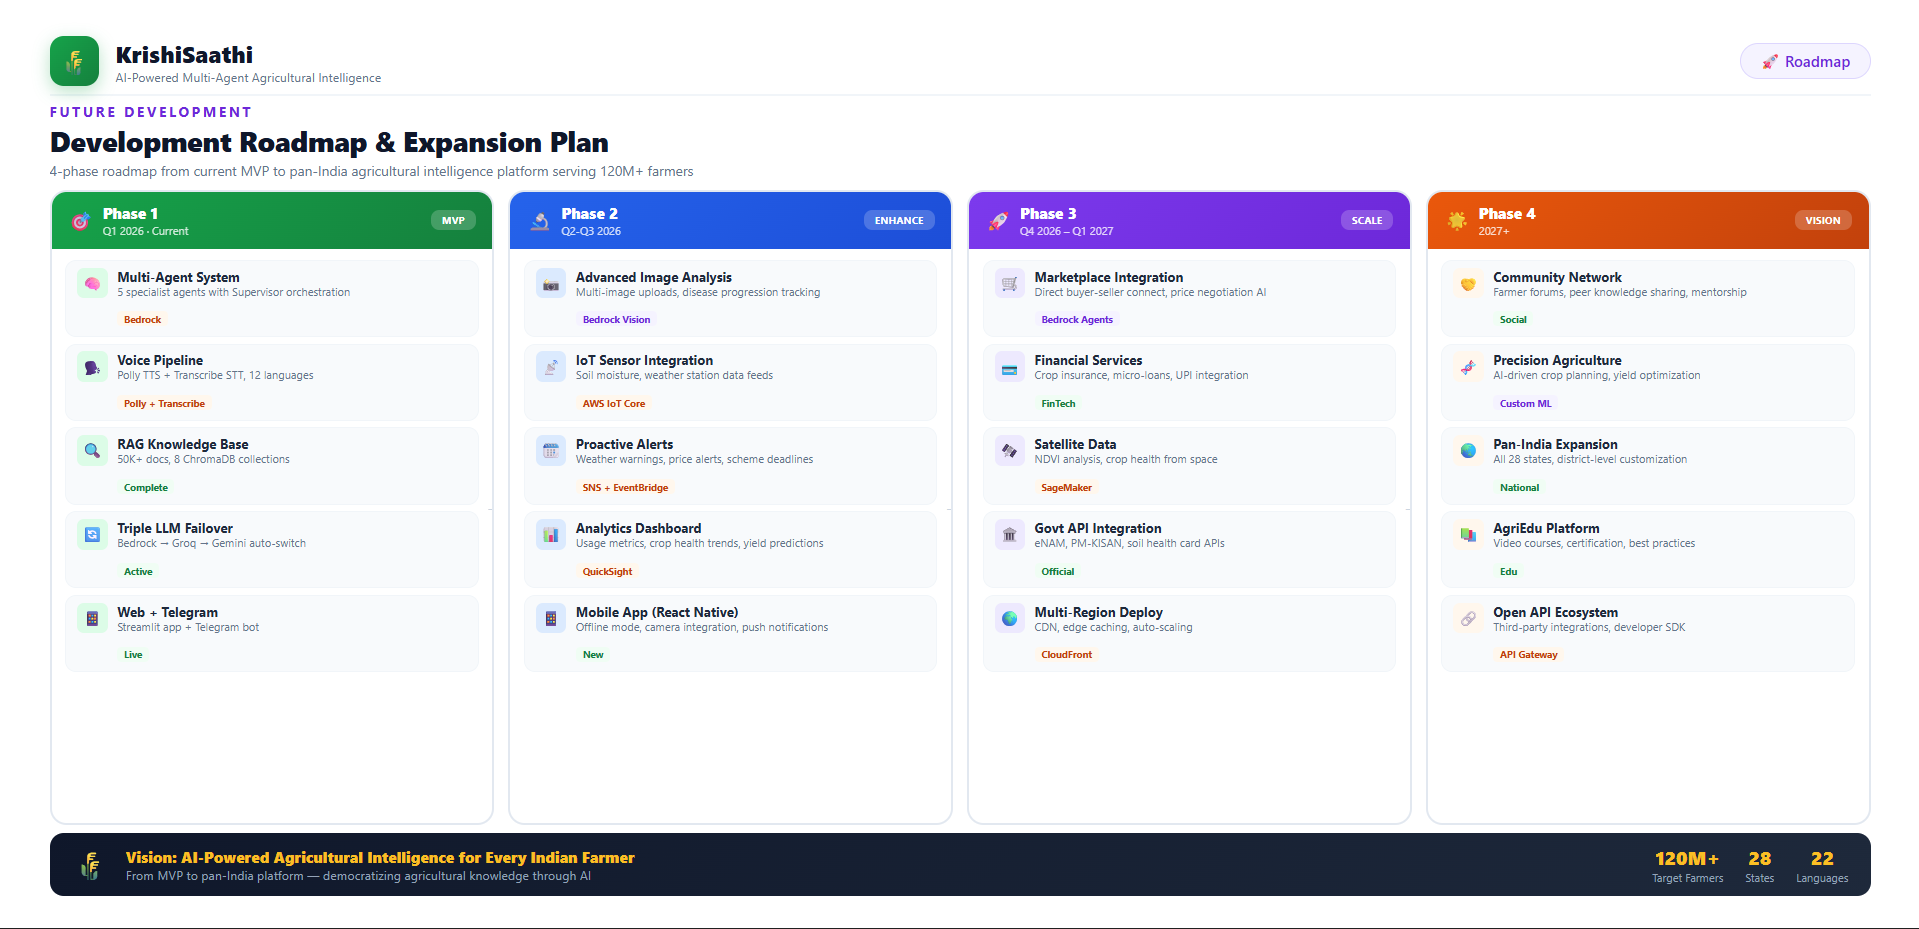 KrishiSaathi
AI-Powered Multi-Agent Agricultural Intelligence
Roadmap
FUTURE DEVELOPMENT
Development Roadmap & Expansion Plan
4-phase roadmap from current MVP to pan-India agricultural intelligence platform serving 120M+ farmers
Phase 1
Q1 2026 · Current
MVP
Multi-Agent System
5 specialist agents with Supervisor orchestration
Bedrock
Voice Pipeline
Polly TTS + Transcribe STT, 12 languages
Polly + Transcribe
RAG Knowledge Base
50K+ docs, 8 ChromaDB collections
Complete
Triple LLM Failover
Bedrock → Groq → Gemini auto-switch
Active
Web + Telegram
Streamlit app + Telegram bot
Live
Phase 2
Q2-Q3 2026
ENHANCE
Advanced Image Analysis
Multi-image uploads, disease progression tracking
Bedrock Vision
IoT Sensor Integration
Soil moisture, weather station data feeds
AWS IoT Core
Proactive Alerts
Weather warnings, price alerts, scheme deadlines
SNS + EventBridge
Analytics Dashboard
Usage metrics, crop health trends, yield predictions
QuickSight
Mobile App (React Native)
Offline mode, camera integration, push notifications
New
Phase 3
Q4 2026 – Q1 2027
SCALE
Marketplace Integration
Direct buyer-seller connect, price negotiation AI
Bedrock Agents
Financial Services
Crop insurance, micro-loans, UPI integration
FinTech
Satellite Data
NDVI analysis, crop health from space
SageMaker
Govt API Integration
eNAM, PM-KISAN, soil health card APIs
Official
Multi-Region Deploy
CDN, edge caching, auto-scaling
CloudFront
Phase 4
2027+
VISION
Community Network
Farmer forums, peer knowledge sharing, mentorship
Social
Precision Agriculture
AI-driven crop planning, yield optimization
Custom ML
Pan-India Expansion
All 28 states, district-level customization
National
AgriEdu Platform
Video courses, certification, best practices
Edu
Open API Ecosystem
Third-party integrations, developer SDK
API Gateway
Vision: AI-Powered Agricultural Intelligence for Every Indian Farmer
From MVP to pan-India platform — democratizing agricultural knowledge through AI
120M+
Target Farmers
28
States
22
Languages